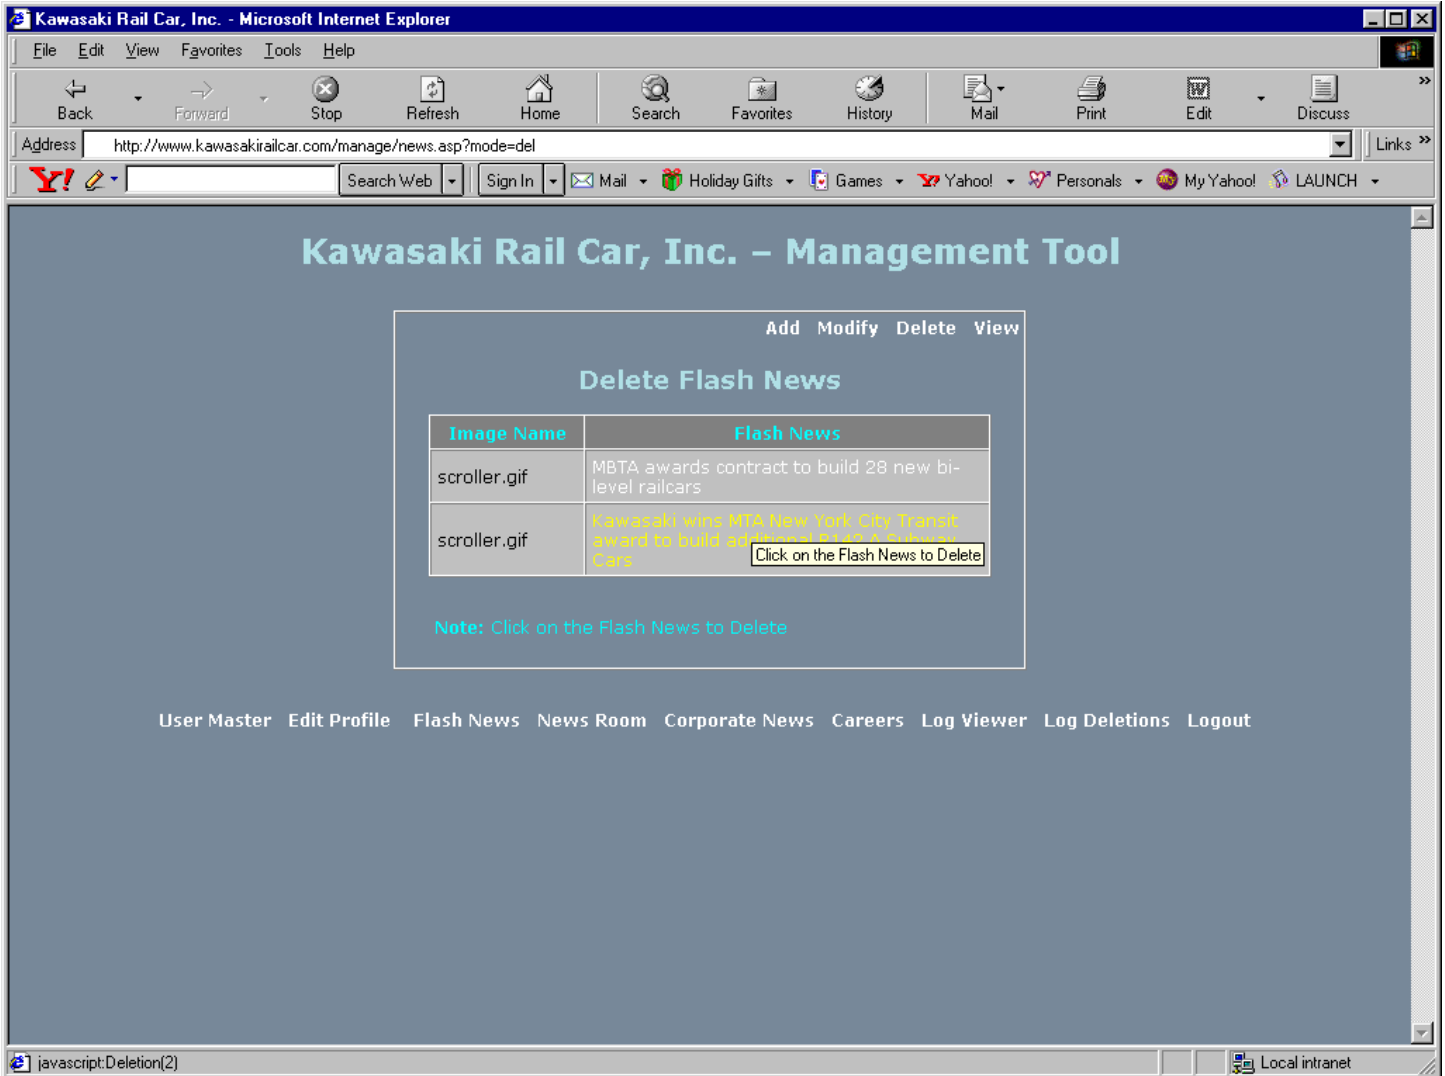 Kawasaki Rail Car, Inc. - Microsoft Internet Explorer
File Edit View Favorites Tools Help
Back Forward Stop Refresh Home Search Favorites History Mail Print Edit Discuss »
Address http://www.kawasakirailcar.com/manage/news.asp?mode=del Links »
Y! Search Web Sign In Mail Holiday Gifts Games Yahoo! Personals My Yahoo! LAUNCH
Kawasaki Rail Car, Inc. – Management Tool
Add Modify Delete View
Delete Flash News
Image Name Flash News
scroller.gif
MBTA awards contract to build 28 new bi-
level railcars
scroller.gif
Kawasaki wins MTA New York City Transit
award to build additional R142 A Subway
Cars
Click on the Flash News to Delete
Note: Click on the Flash News to Delete
User Master Edit Profile Flash News News Room Corporate News Careers Log Viewer Log Deletions Logout
javascript:Deletion(2) Local intranet